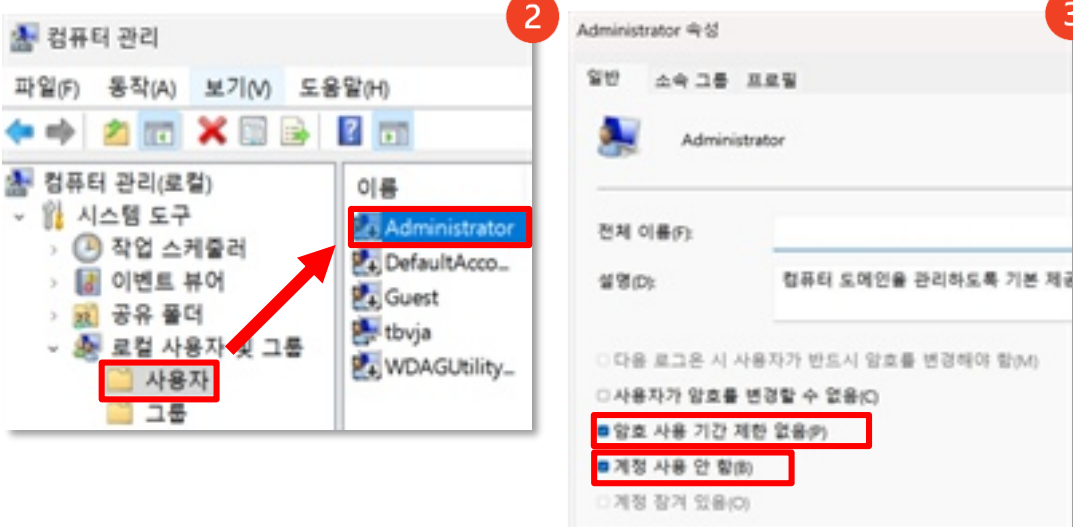 2
컴퓨터 관리
파일(F) 동작(A) 보기(V) 도움말(H)
컴퓨터 관리(로컬)
시스템 도구
작업 스케줄러
이벤트 뷰어
공유 폴더
로컬 사용자 및 그룹
사용자
그룹
이름
Administrator
DefaultAcco...
Guest
tbvja
WDAGUtility...
3
Administrator 속성
일반 소속 그룹 프로필
Administrator
전체 이름(F):
설명(D):
컴퓨터 도메인을 관리하도록 기본 제공
다음 로그온 시 사용자가 반드시 암호를 변경해야 함(M)
사용자가 암호를 변경할 수 없음(C)
암호 사용 기간 제한 없음(P)
계정 사용 안 함(B)
계정 잠겨 있음(O)